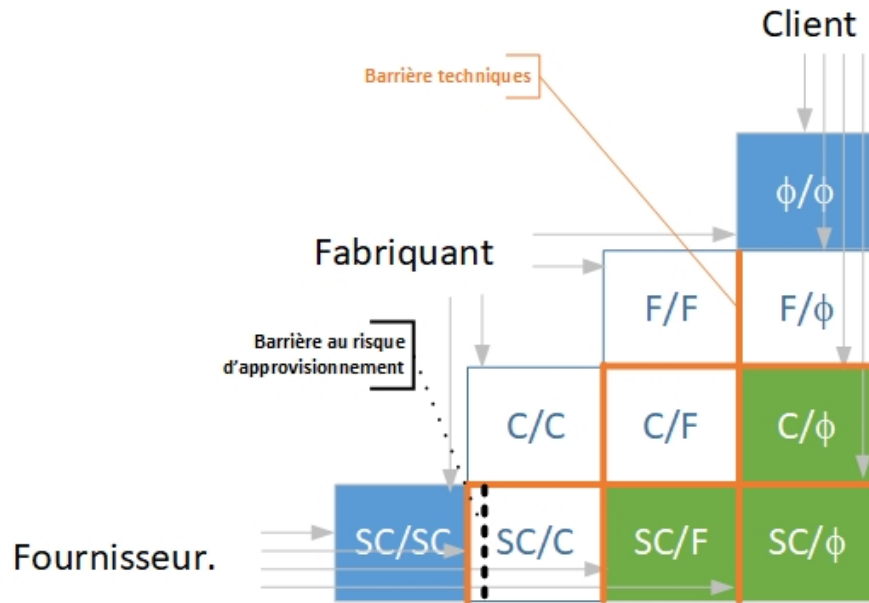 Client
Barrière techniques
ϕ/ϕ
Fabriquant
F/F
F/ϕ
Barrière au risque
d'approvisionnement
C/C
C/F
C/ϕ
SC/SC
SC/C
SC/F
SC/ϕ
Fournisseur.